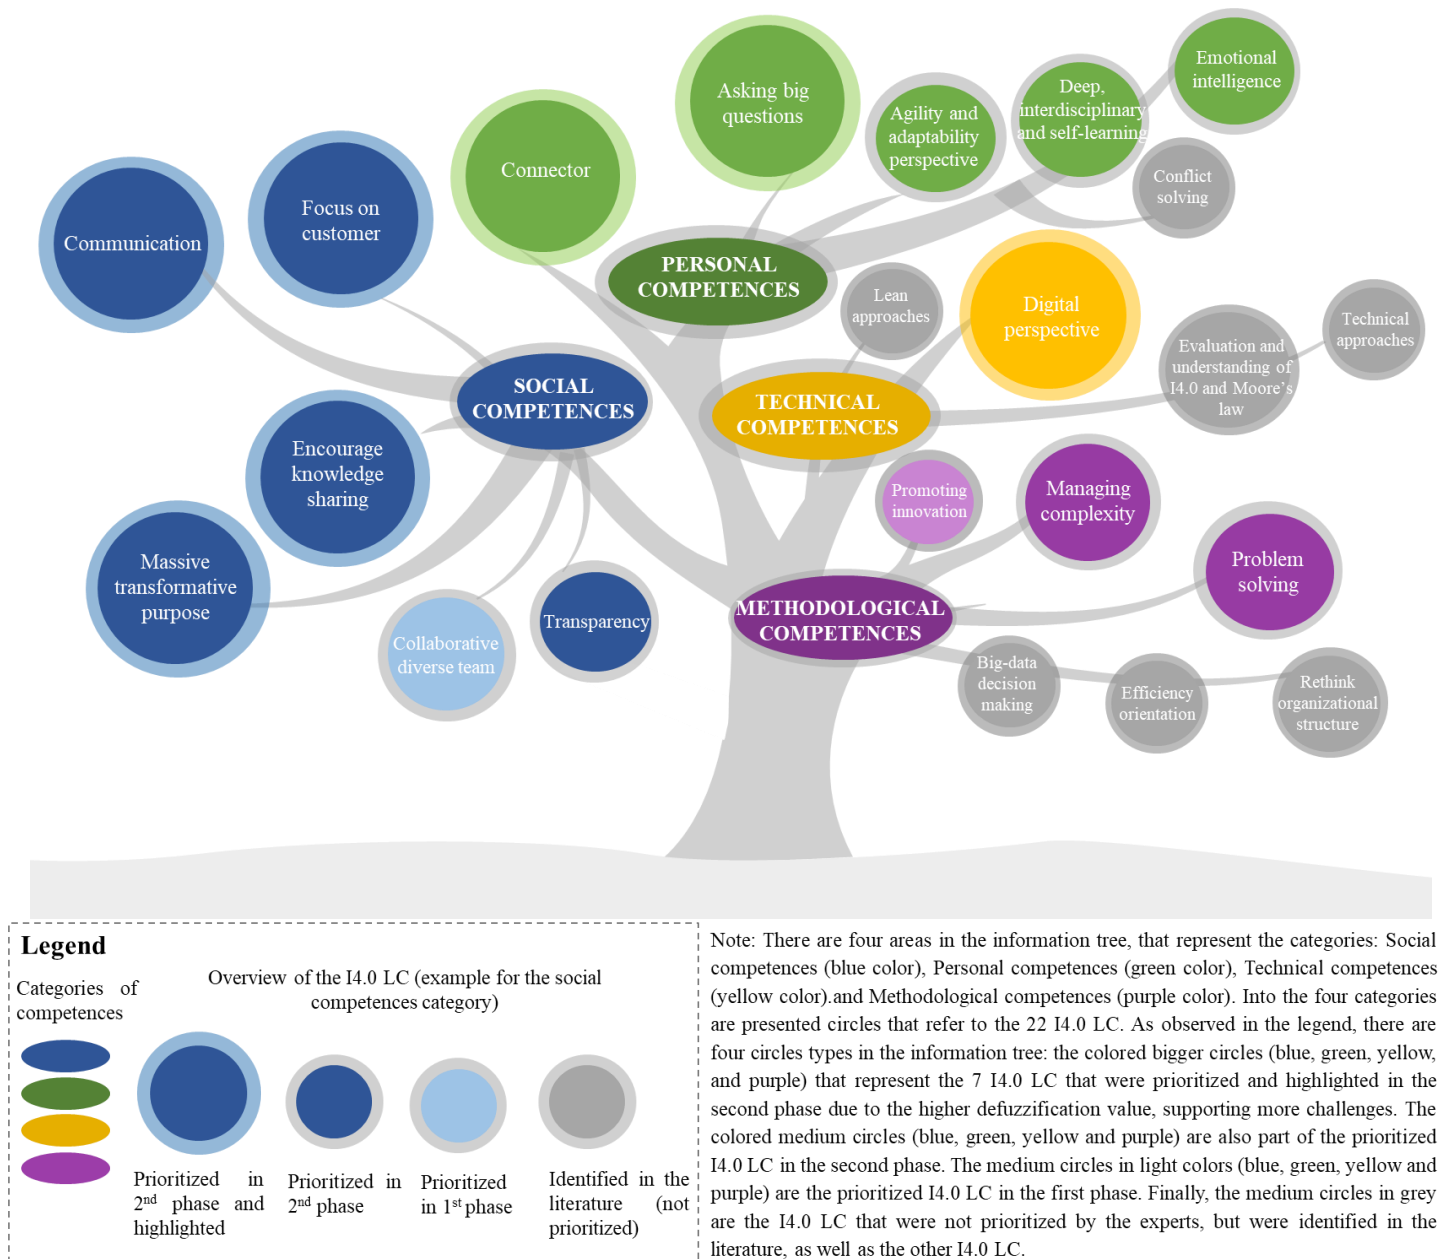 Emotional
intelligence
Asking big
questions
Deep,
interdisciplinary
and self-learning
Agility and
adaptability
perspective
Connector
Conflict
solving
Focus on
customer
Communication
PERSONAL
COMPETENCES
Lean
approaches
Digital
perspective
Technical
approaches
Evaluation and
understanding of
I4.0 and Moore's
law
SOCIAL
COMPETENCES
TECHNICAL
COMPETENCES
Encourage
knowledge
sharing
Promoting
innovation
Managing
complexity
Massive
transformative
purpose
Problem
solving
Collaborative
diverse team
Transparency
METHODOLOGICAL
COMPETENCES
Big-data
decision
making
Efficiency
orientation
Rethink
organizational
structure
Legend
Categories of
competences
Overview of the I4.0 LC (example for the social
competences category)
Prioritized in
2nd phase and
highlighted
Prioritized in
2nd phase
Prioritized
in 1st phase
Identified in the
literature (not
prioritized)
Note: There are four areas in the information tree, that represent the categories: Social
competences (blue color), Personal competences (green color), Technical competences
(yellow color).and Methodological competences (purple color). Into the four categories
are presented circles that refer to the 22 I4.0 LC. As observed in the legend, there are
four circles types in the information tree: the colored bigger circles (blue, green, yellow,
and purple) that represent the 7 I4.0 LC that were prioritized and highlighted in the
second phase due to the higher defuzzification value, supporting more challenges. The
colored medium circles (blue, green, yellow and purple) are also part of the prioritized
I4.0 LC in the second phase. The medium circles in light colors (blue, green, yellow and
purple) are the prioritized I4.0 LC in the first phase. Finally, the medium circles in grey
are the I4.0 LC that were not prioritized by the experts, but were identified in the
literature, as well as the other I4.0 LC.